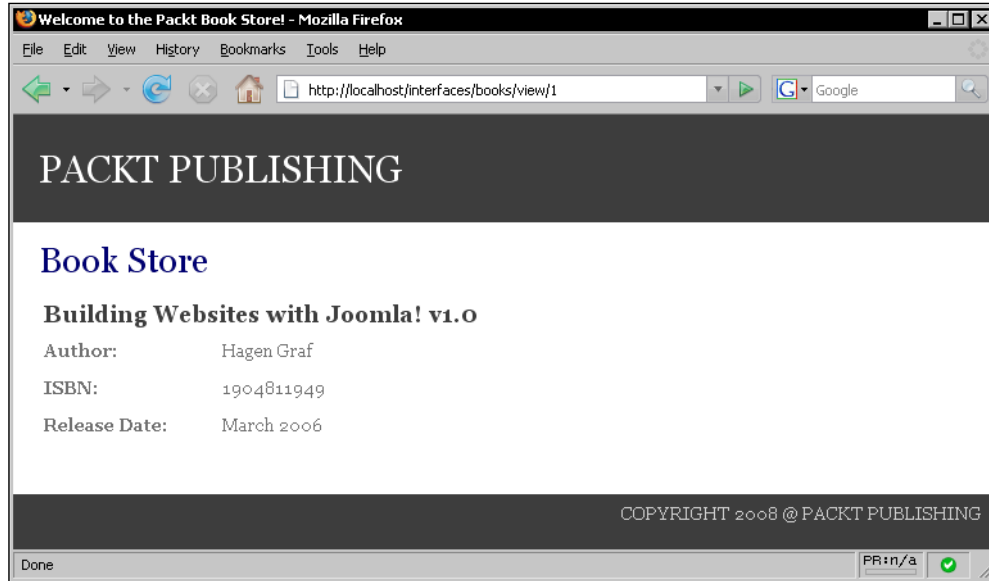 Welcome to the Packt Book Store! - Mozilla Firefox
File Edit View History Bookmarks Tools Help
http://localhost/interfaces/books/view/1 G Google
PACKT PUBLISHING
Book Store
Building Websites with Joomla! v1.0
Author: Hagen Graf
ISBN: 1904811949
Release Date: March 2006
COPYRIGHT 2008 @ PACKT PUBLISHING
Done PR:n/a